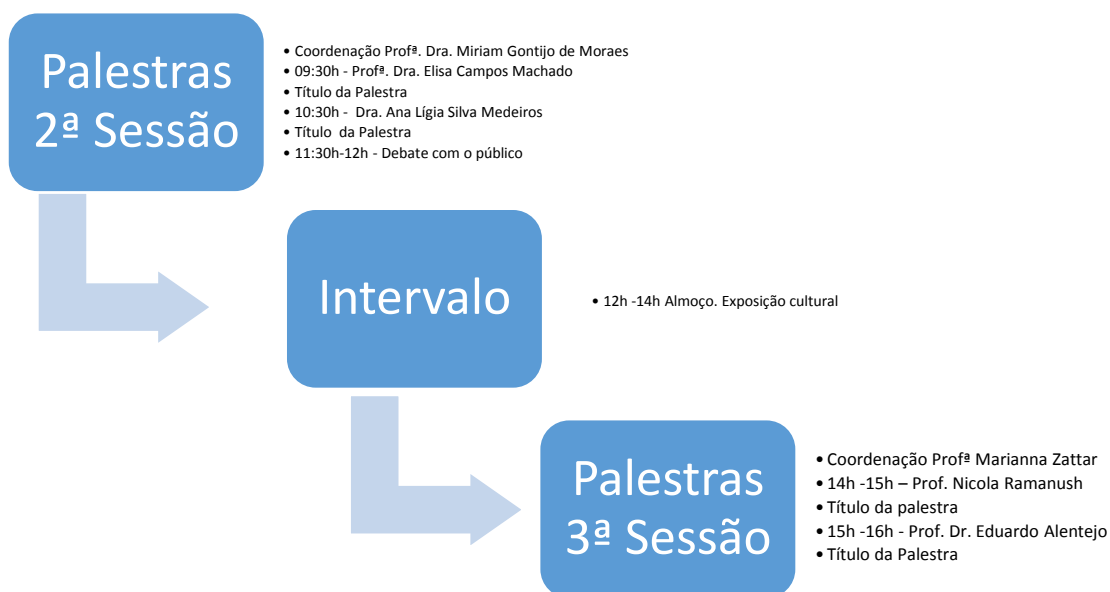 Palestras
2ª Sessão
• Coordenação Profª. Dra. Miriam Gontijo de Moraes
• 09:30h - Profª. Dra. Elisa Campos Machado
• Título da Palestra
• 10:30h - Dra. Ana Lígia Silva Medeiros
• Título da Palestra
• 11:30h-12h - Debate com o público
Intervalo
• 12h -14h Almoço. Exposição cultural
Palestras
3ª Sessão
• Coordenação Profª Marianna Zattar
• 14h -15h – Prof. Nicola Ramanush
• Título da palestra
• 15h -16h - Prof. Dr. Eduardo Alentejo
• Título da Palestra